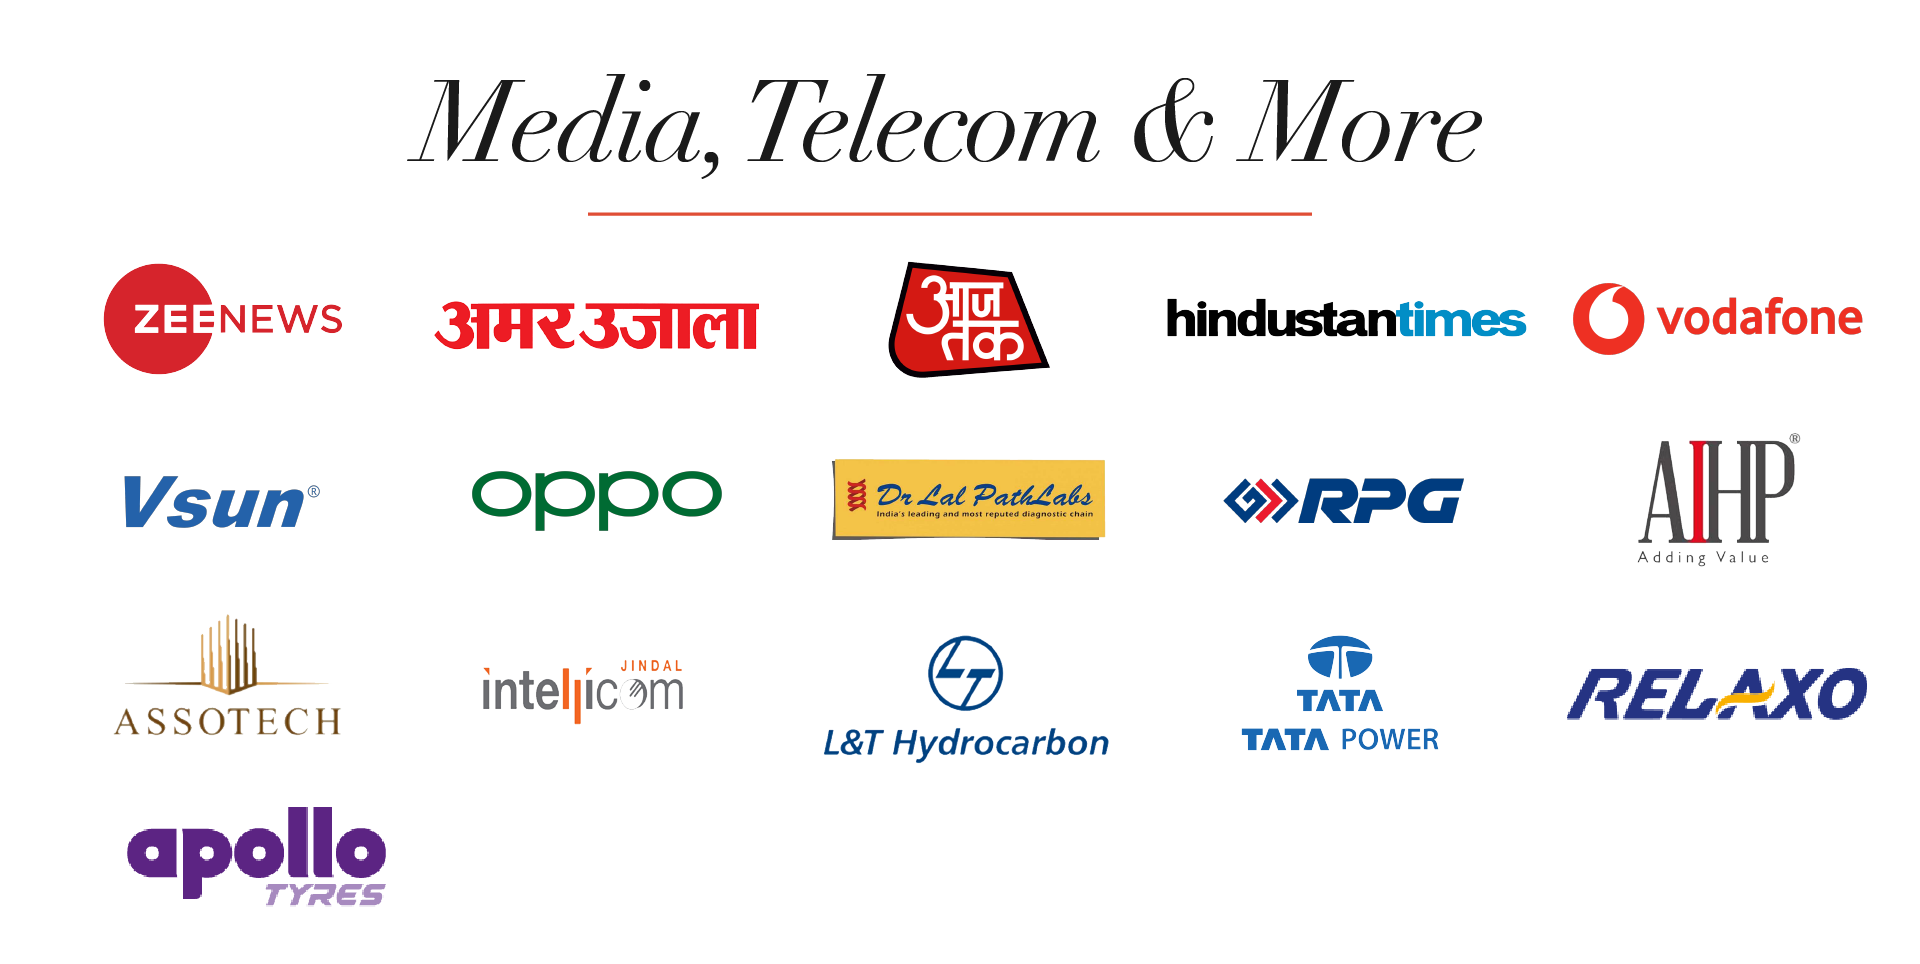 Media, Telecom & More
ZEENEWS
अमर उजाला
आज
तक
hindustantimes
vodafone
Vsun®
oppo
Dr Lal PathLabs
India's leading and most reputed diagnostic chain
RPG
AIHP®
Adding Value
ASSOTECH
JINDAL
intellicom
LT
L&T Hydrocarbon
TATA
TATA POWER
RELAXO
apollo
TYRES